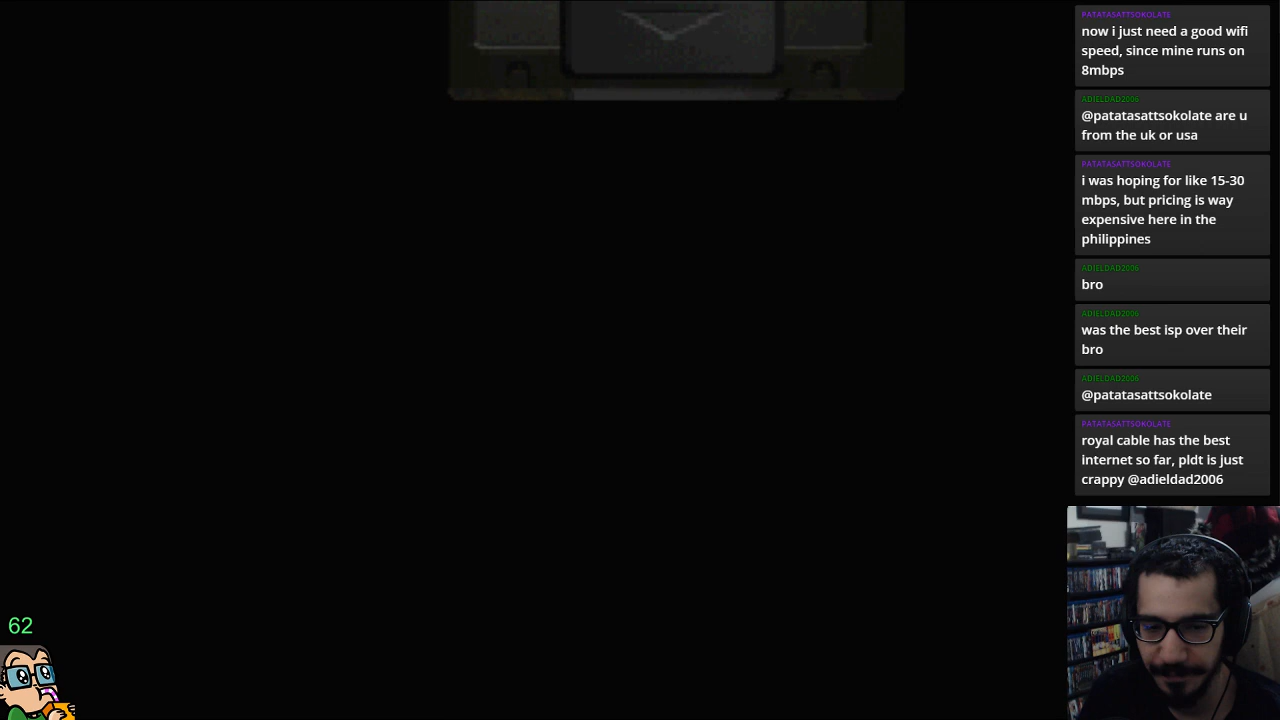 PATATASATTSOKOLATE
now i just need a good wifi
speed, since mine runs on
8mbps
ADIELDAD2006
@patatasattsokolate are u
from the uk or usa
PATATASATTSOKOLATE
i was hoping for like 15-30
mbps, but pricing is way
expensive here in the
philippines
ADIELDAD2006
bro
ADIELDAD2006
was the best isp over their
bro
ADIELDAD2006
@patatasattsokolate
PATATASATTSOKOLATE
royal cable has the best
internet so far, pldt is just
crappy @adieldad2006
62